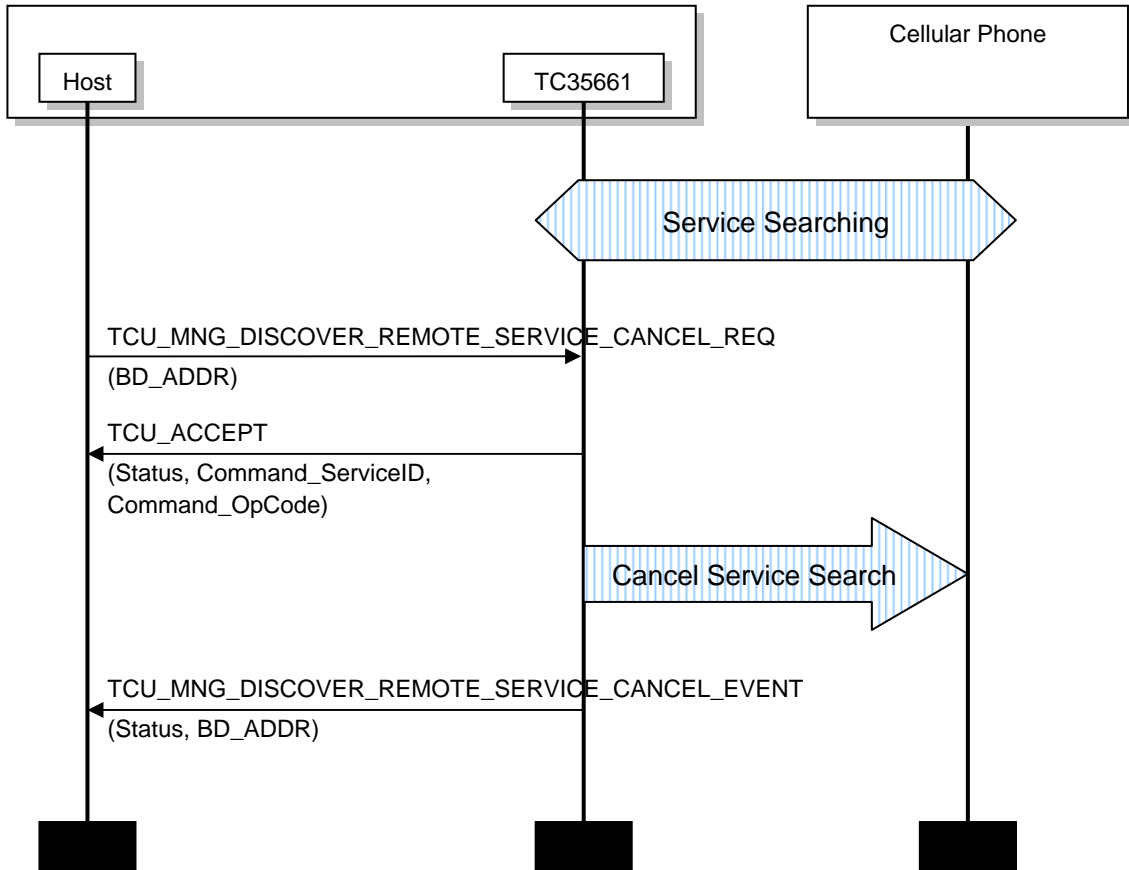 Cellular Phone
Host
TC35661
Service Searching
TCU_MNG_DISCOVER_REMOTE_SERVICE_CANCEL_REQ
(BD_ADDR)
TCU_ACCEPT
(Status, Command_ServiceID,
Command_OpCode)
Cancel Service Search
TCU_MNG_DISCOVER_REMOTE_SERVICE_CANCEL_EVENT
(Status, BD_ADDR)